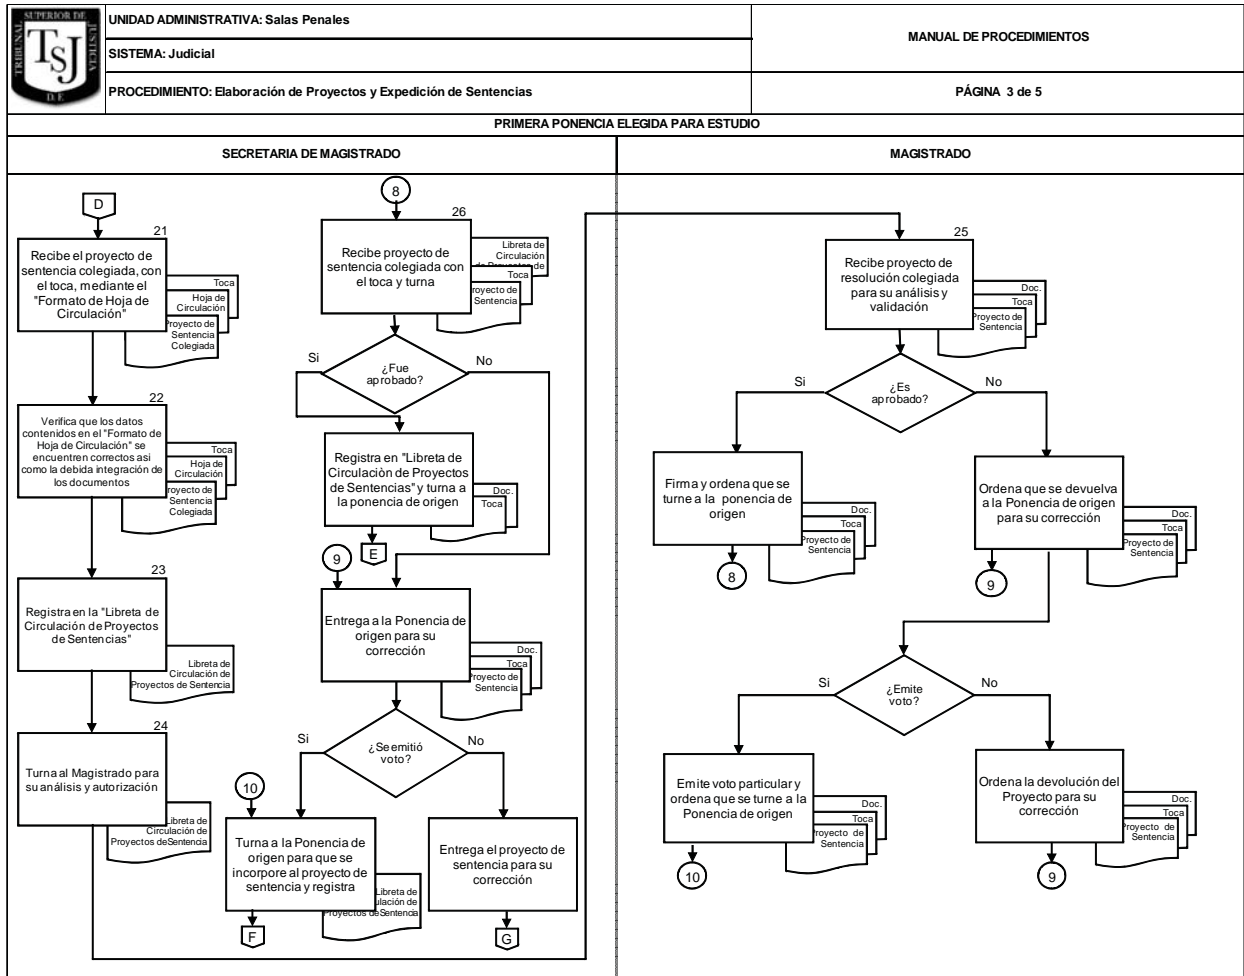 TRIBUNAL
SUPERIOR DE
JUSTICIA
TSJ
D.F.
UNIDAD ADMINISTRATIVA: Salas Penales
SISTEMA: Judicial
PROCEDIMIENTO: Elaboración de Proyectos y Expedición de Sentencias
MANUAL DE PROCEDIMIENTOS
PÁGINA 3 de 5
PRIMERA PONENCIA ELEGIDA PARA ESTUDIO
SECRETARIA DE MAGISTRADO
MAGISTRADO
D
21
Recibe el proyecto de
sentencia colegiada, con
el toca, mediante el
"Formato de Hoja de
Circulación"
Toca
Hoja de
Circulación
Proyecto de
Sentencia
Colegiada
22
Verifica que los datos
contenidos en el "Formato de
Hoja de Circulación" se
encuentren correctos asi
como la debida integración de
los documentos
Toca
Hoja de
Circulación
royecto de
Sentencia
Colegiada
23
Registra en la "Libreta de
Circulación de Proyectos
de Sentencias"
Libreta de
Circulación de
Proyectos de Sentencia
24
Turna al Magistrado para
su análisis y autorización
Libreta de
Circulación de
Proyectos de Sentencia
8
26
Recibe proyecto de
sentencia colegiada con
el toca y turna
Libreta de
Circulación
de Proyectos de
Toca
royecto de
Sentencia
¿Fue
aprobado?
Si
No
Registra en "Libreta de
Circulaciòn de Proyectos
de Sentencias" y turna a
la ponencia de origen
Doc.
Toca
E
9
Entrega a la Ponencia de
origen para su
corrección
Doc.
Toca
Proyecto de
Sentencia
¿Se emitió
voto?
Si
No
10
Turna a la Ponencia de
origen para que se
incorpore al proyecto de
sentencia y registra
Libreta de
ulación de
Proyectos de Sentencia
F
Entrega el proyecto de
sentencia para su
corrección
G
25
Recibe proyecto de
resolución colegiada
para su análisis y
validación
Doc.
Toca
Proyecto de
Sentencia
¿Es
aprobado?
Si
No
Firma y ordena que se
turne a la ponencia de
origen
Doc.
Toca
Proyecto de
Sentencia
8
Ordena que se devuelva
a la Ponencia de origen
para su corrección
Doc.
Toca
Proyecto de
Sentencia
9
¿Emite
voto?
Si
No
Emite voto particular y
ordena que se turne a la
Ponencia de origen
Doc.
Toca
Proyecto de
Sentencia
10
Ordena la devolución del
Proyecto para su
corrección
Doc.
Toca
Proyecto de
Sentencia
9